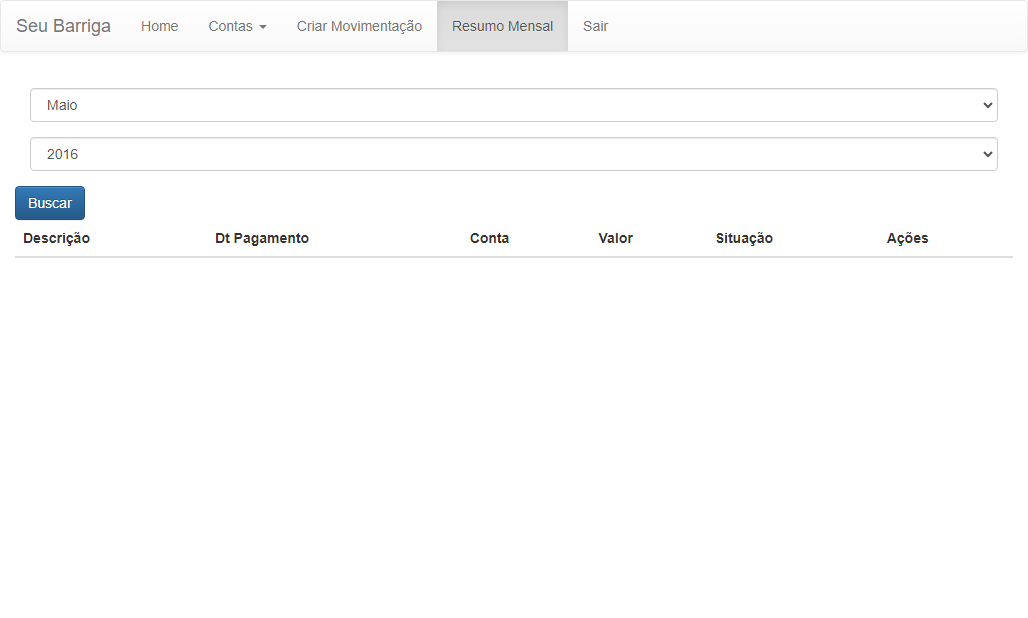 Seu Barriga Home Contas Criar Movimentação Resumo Mensal Sair
Maio
2016
Buscar
Descrição Dt Pagamento Conta Valor Situação Ações